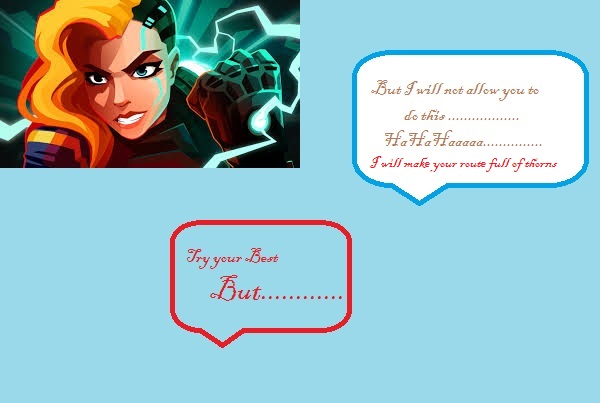 But I will not allow you to
do this ..................
HaHaHaaaaa...............
I will make your route full of thorns
Try your Best
But............